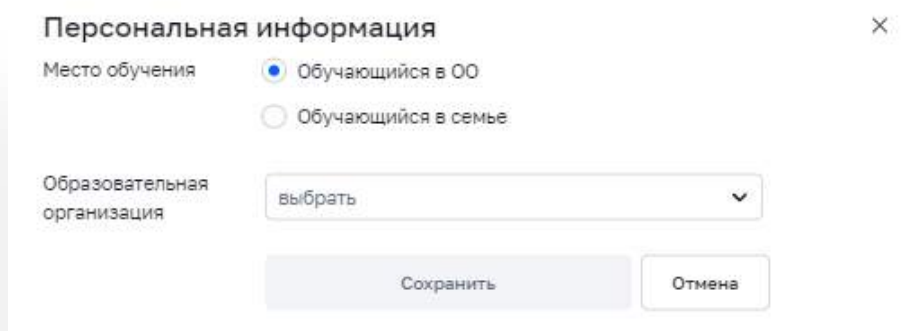 Персональная информация
Место обучения
Обучающийся в ОО
Обучающийся в семье
Образовательная
организация
выбрать
Сохранить
Отмена